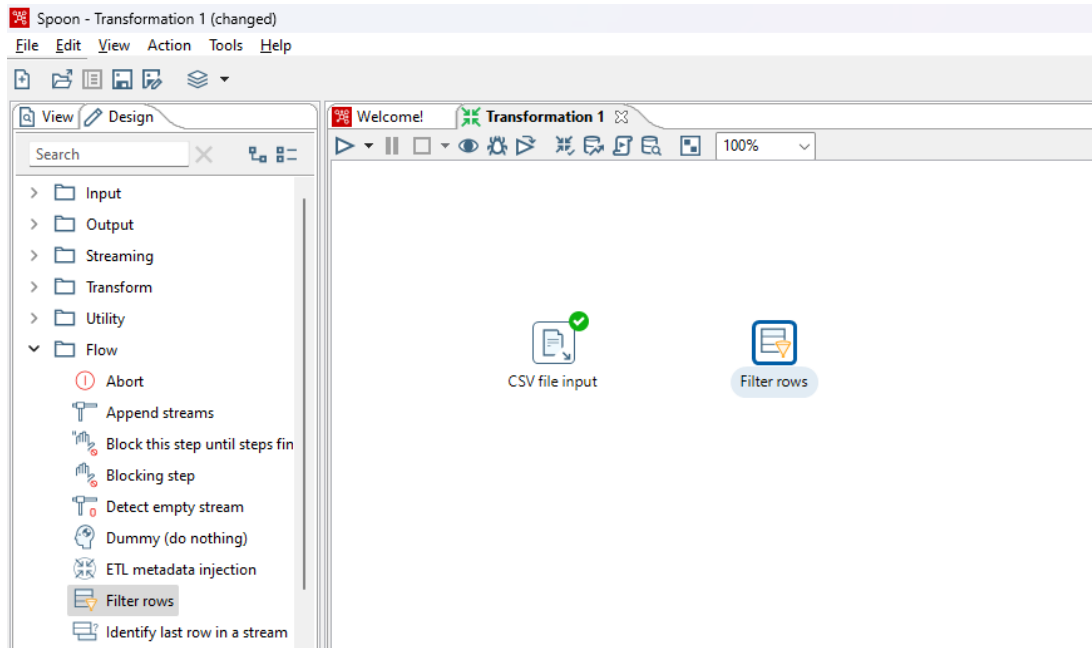 Spoon - Transformation 1 (changed)
File Edit View Action Tools Help
View Design
Welcome! Transformation 1
Search
100%
Input
Output
Streaming
Transform
Utility
Flow
Abort
Append streams
Block this step until steps fin
Blocking step
Detect empty stream
Dummy (do nothing)
ETL metadata injection
Filter rows
Identify last row in a stream
CSV file input
Filter rows